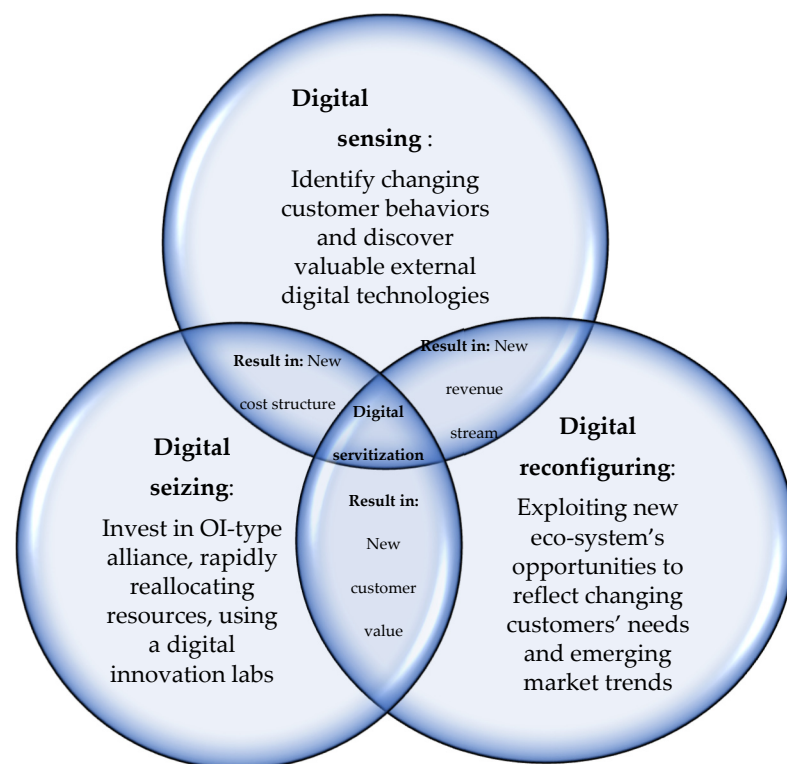 Digital
sensing :
Identify changing
customer behaviors
and discover
valuable external
digital technologies
Result in: New
cost structure
Result in: New
revenue
stream
Digital
servitization
Digital
seizing:
Invest in OI-type
alliance, rapidly
reallocating
resources, using
a digital
innovation labs
Result in:
New
customer
value
Digital
reconfiguring:
Exploiting new
eco-system’s
opportunities to
reflect changing
customers’ needs
and emerging
market trends